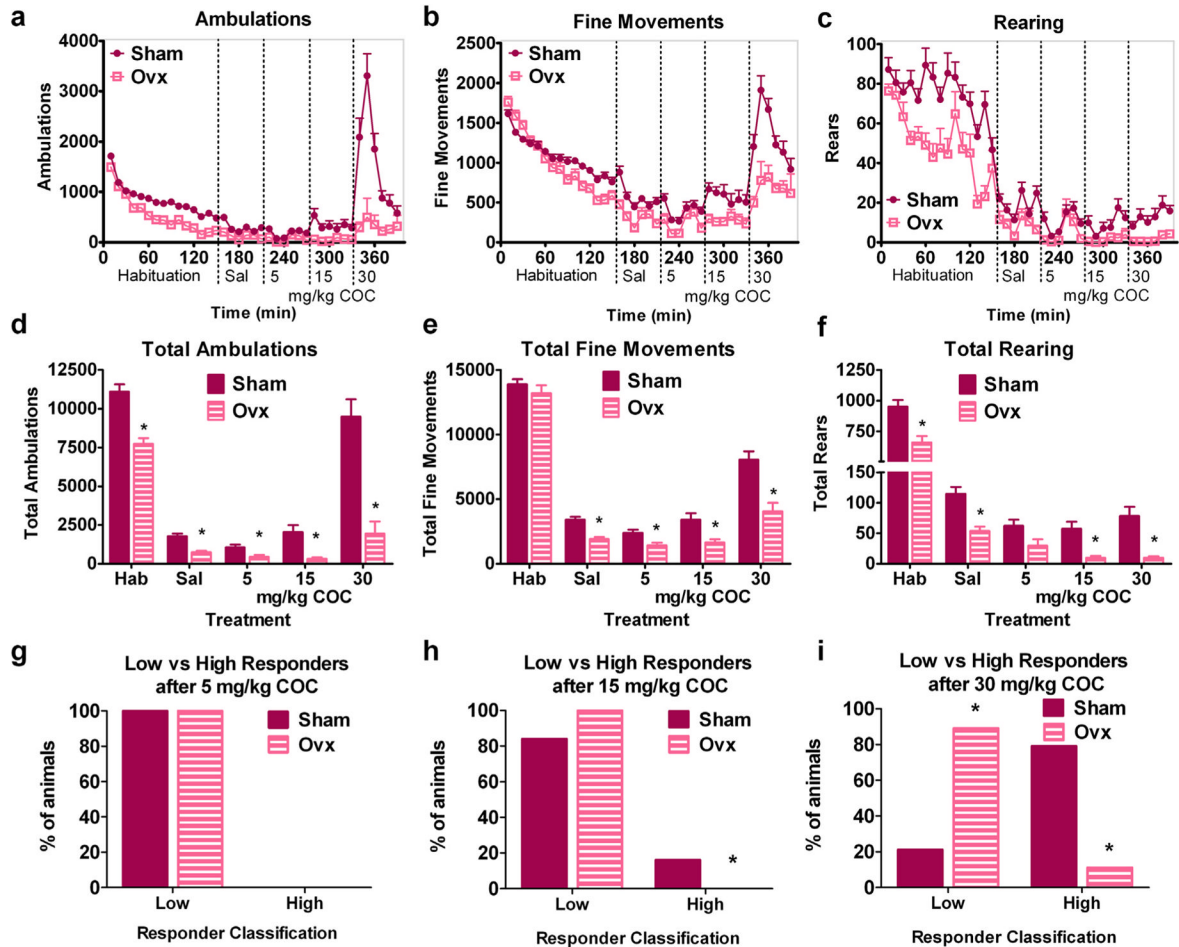 a
Ambulations
4000
3000
2000
1000
0
Ambulations
Sham
Ovx
0 60 120 180 240 360
Habituation Sal 5 15 30
mg/kg COC
Time (min)
b
Fine Movements
2500
2000
1500
1000
500
0
Fine Movements
Sham
Ovx
0 60 120 180 240 360
Habituation Sal 5 15 30
mg/kg COC
Time (min)
c
Rearing
100
80
60
40
20
0
Rears
Sham
Ovx
0 60 120 180 240 360
Habituation Sal 5 15 30
mg/kg COC
Time (min)
d
Total Ambulations
12500
10000
7500
5000
2500
0
Total Ambulations
Sham
Ovx
* * * * *
Hab Sal 5 15 30
mg/kg COC
Treatment
e
Total Fine Movements
15000
10000
5000
0
Total Fine Movements
Sham
Ovx
* * * *
Hab Sal 5 15 30
mg/kg COC
Treatment
f
Total Rearing
1000
750
150
100
50
0
Total Rears
Sham
Ovx
* * * *
Hab Sal 5 15 30
mg/kg COC
Treatment
g
Low vs High Responders
after 5 mg/kg COC
100
80
60
40
20
0
% of animals
Sham
Ovx
Low High
Responder Classification
h
Low vs High Responders
after 15 mg/kg COC
100
80
60
40
20
0
% of animals
Sham
Ovx
*
Low High
Responder Classification
i
Low vs High Responders
after 30 mg/kg COC
100
80
60
40
20
0
% of animals
Sham
Ovx
* *
Low High
Responder Classification